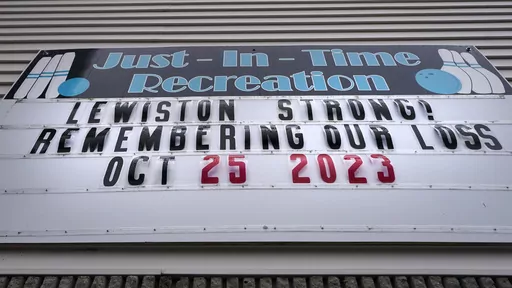 Just-In-Time
Recreation
LEWISTON STRONG!
REMEMBERING OUR LOSS
OCT 25 2023